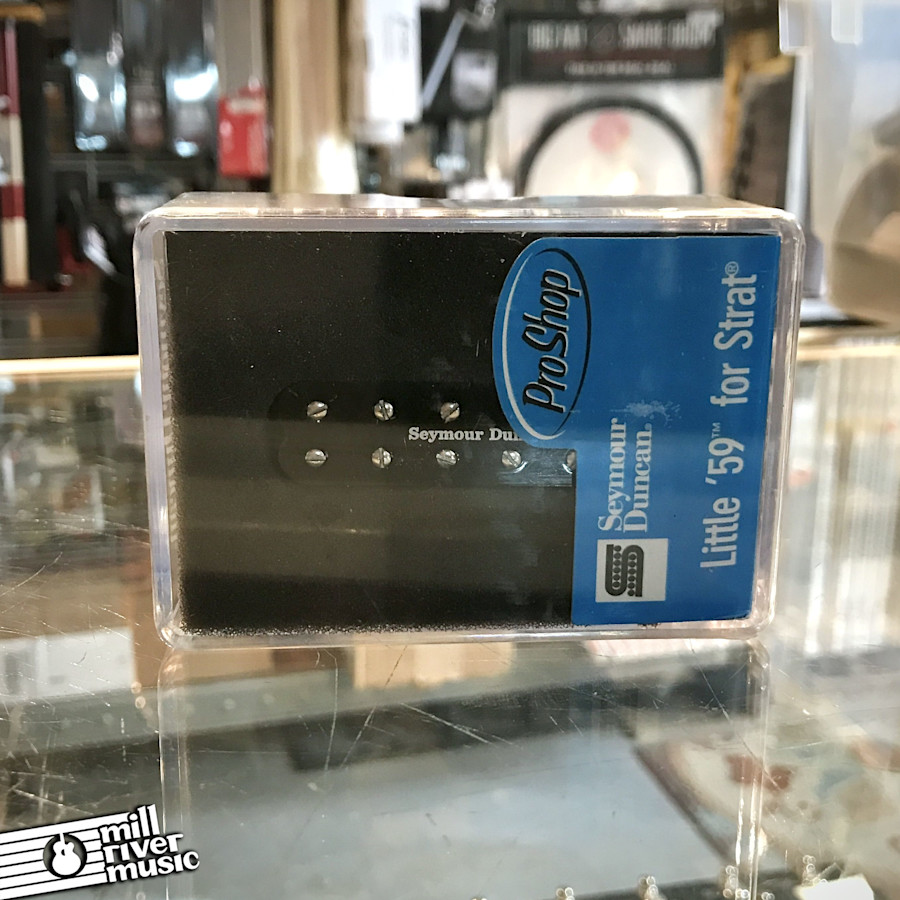 ProShop
Seymour Dun
Seymour
Duncan®
Little '59™ for Strat®
mill
river
music